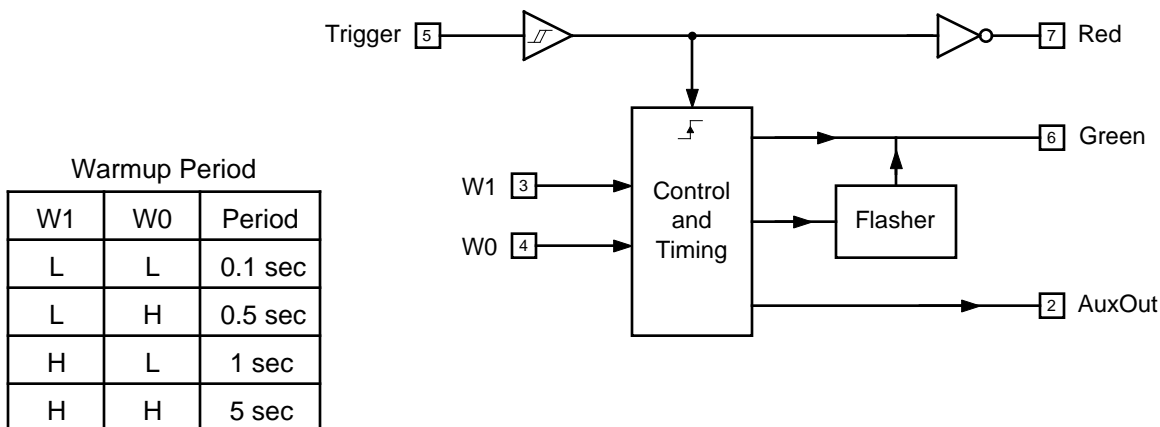 Trigger 5
7 Red
6 Green
W1 3
W0 4
Control
and
Timing
Flasher
2 AuxOut
Warmup Period
W1 W0 Period
L L 0.1 sec
L H 0.5 sec
H L 1 sec
H H 5 sec